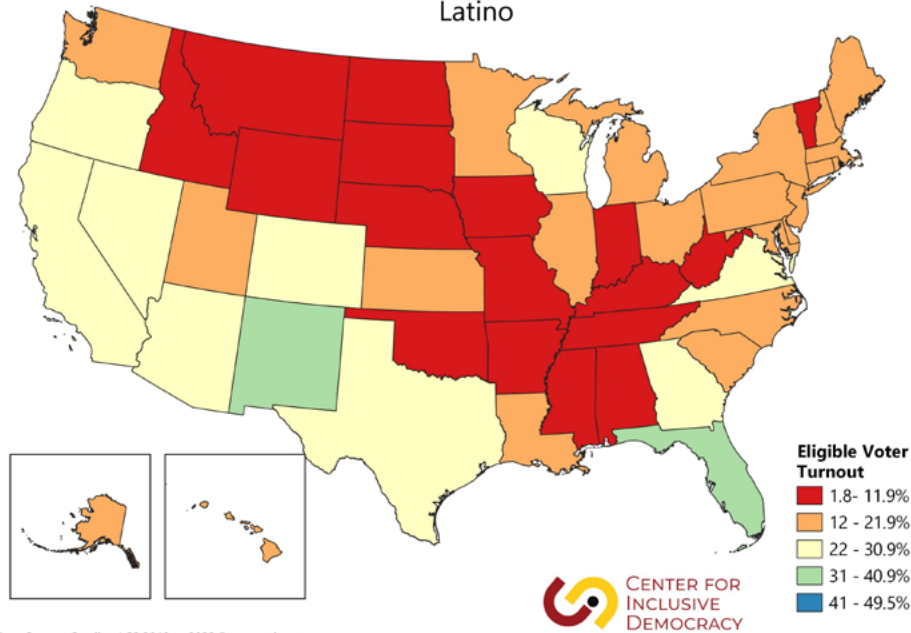 Latino
Eligible Voter
Turnout
1.8- 11.9%
12 - 21.9%
22 - 30.9%
31 - 40.9%
41 - 49.5%
CENTER FOR
INCLUSIVE
DEMOCRACY